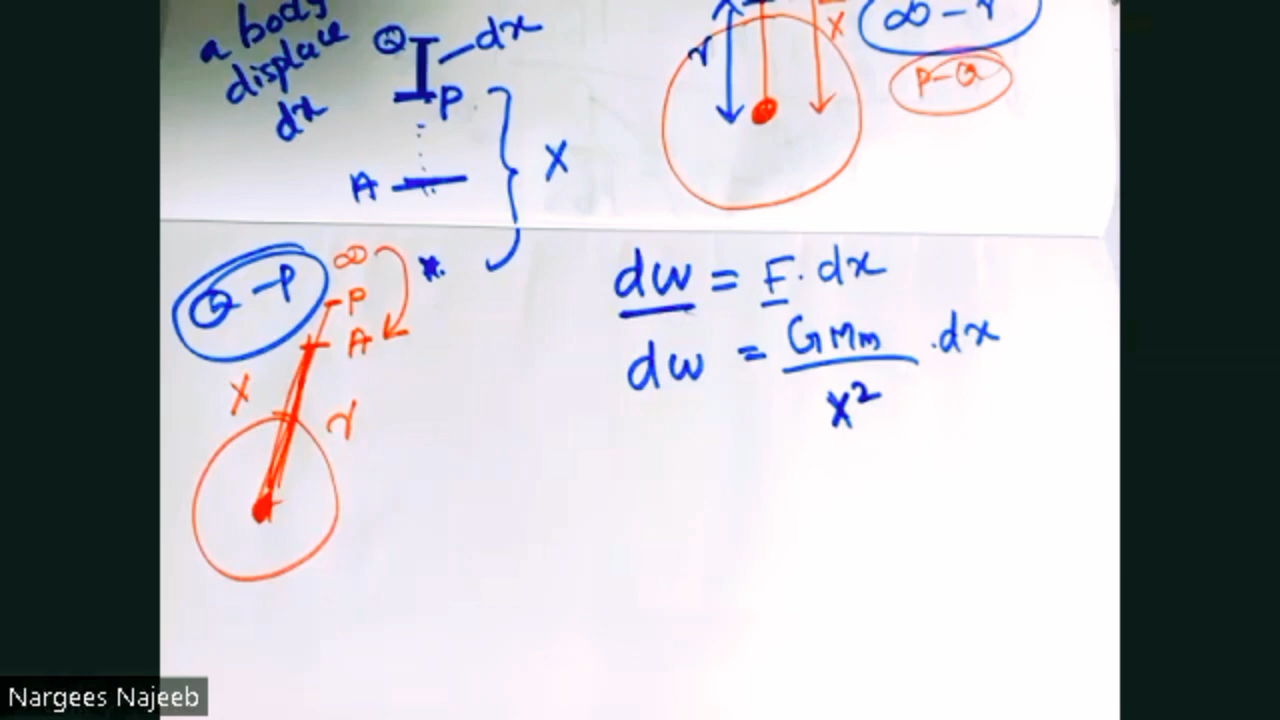 a body
displace
dx
Q
dx
P
A
X
r
X
∞ - r
P - Q
Q - P
∞
P
A
X
r
dw = F . dx
dw = GMm / x² . dx
Nargees Najeeb